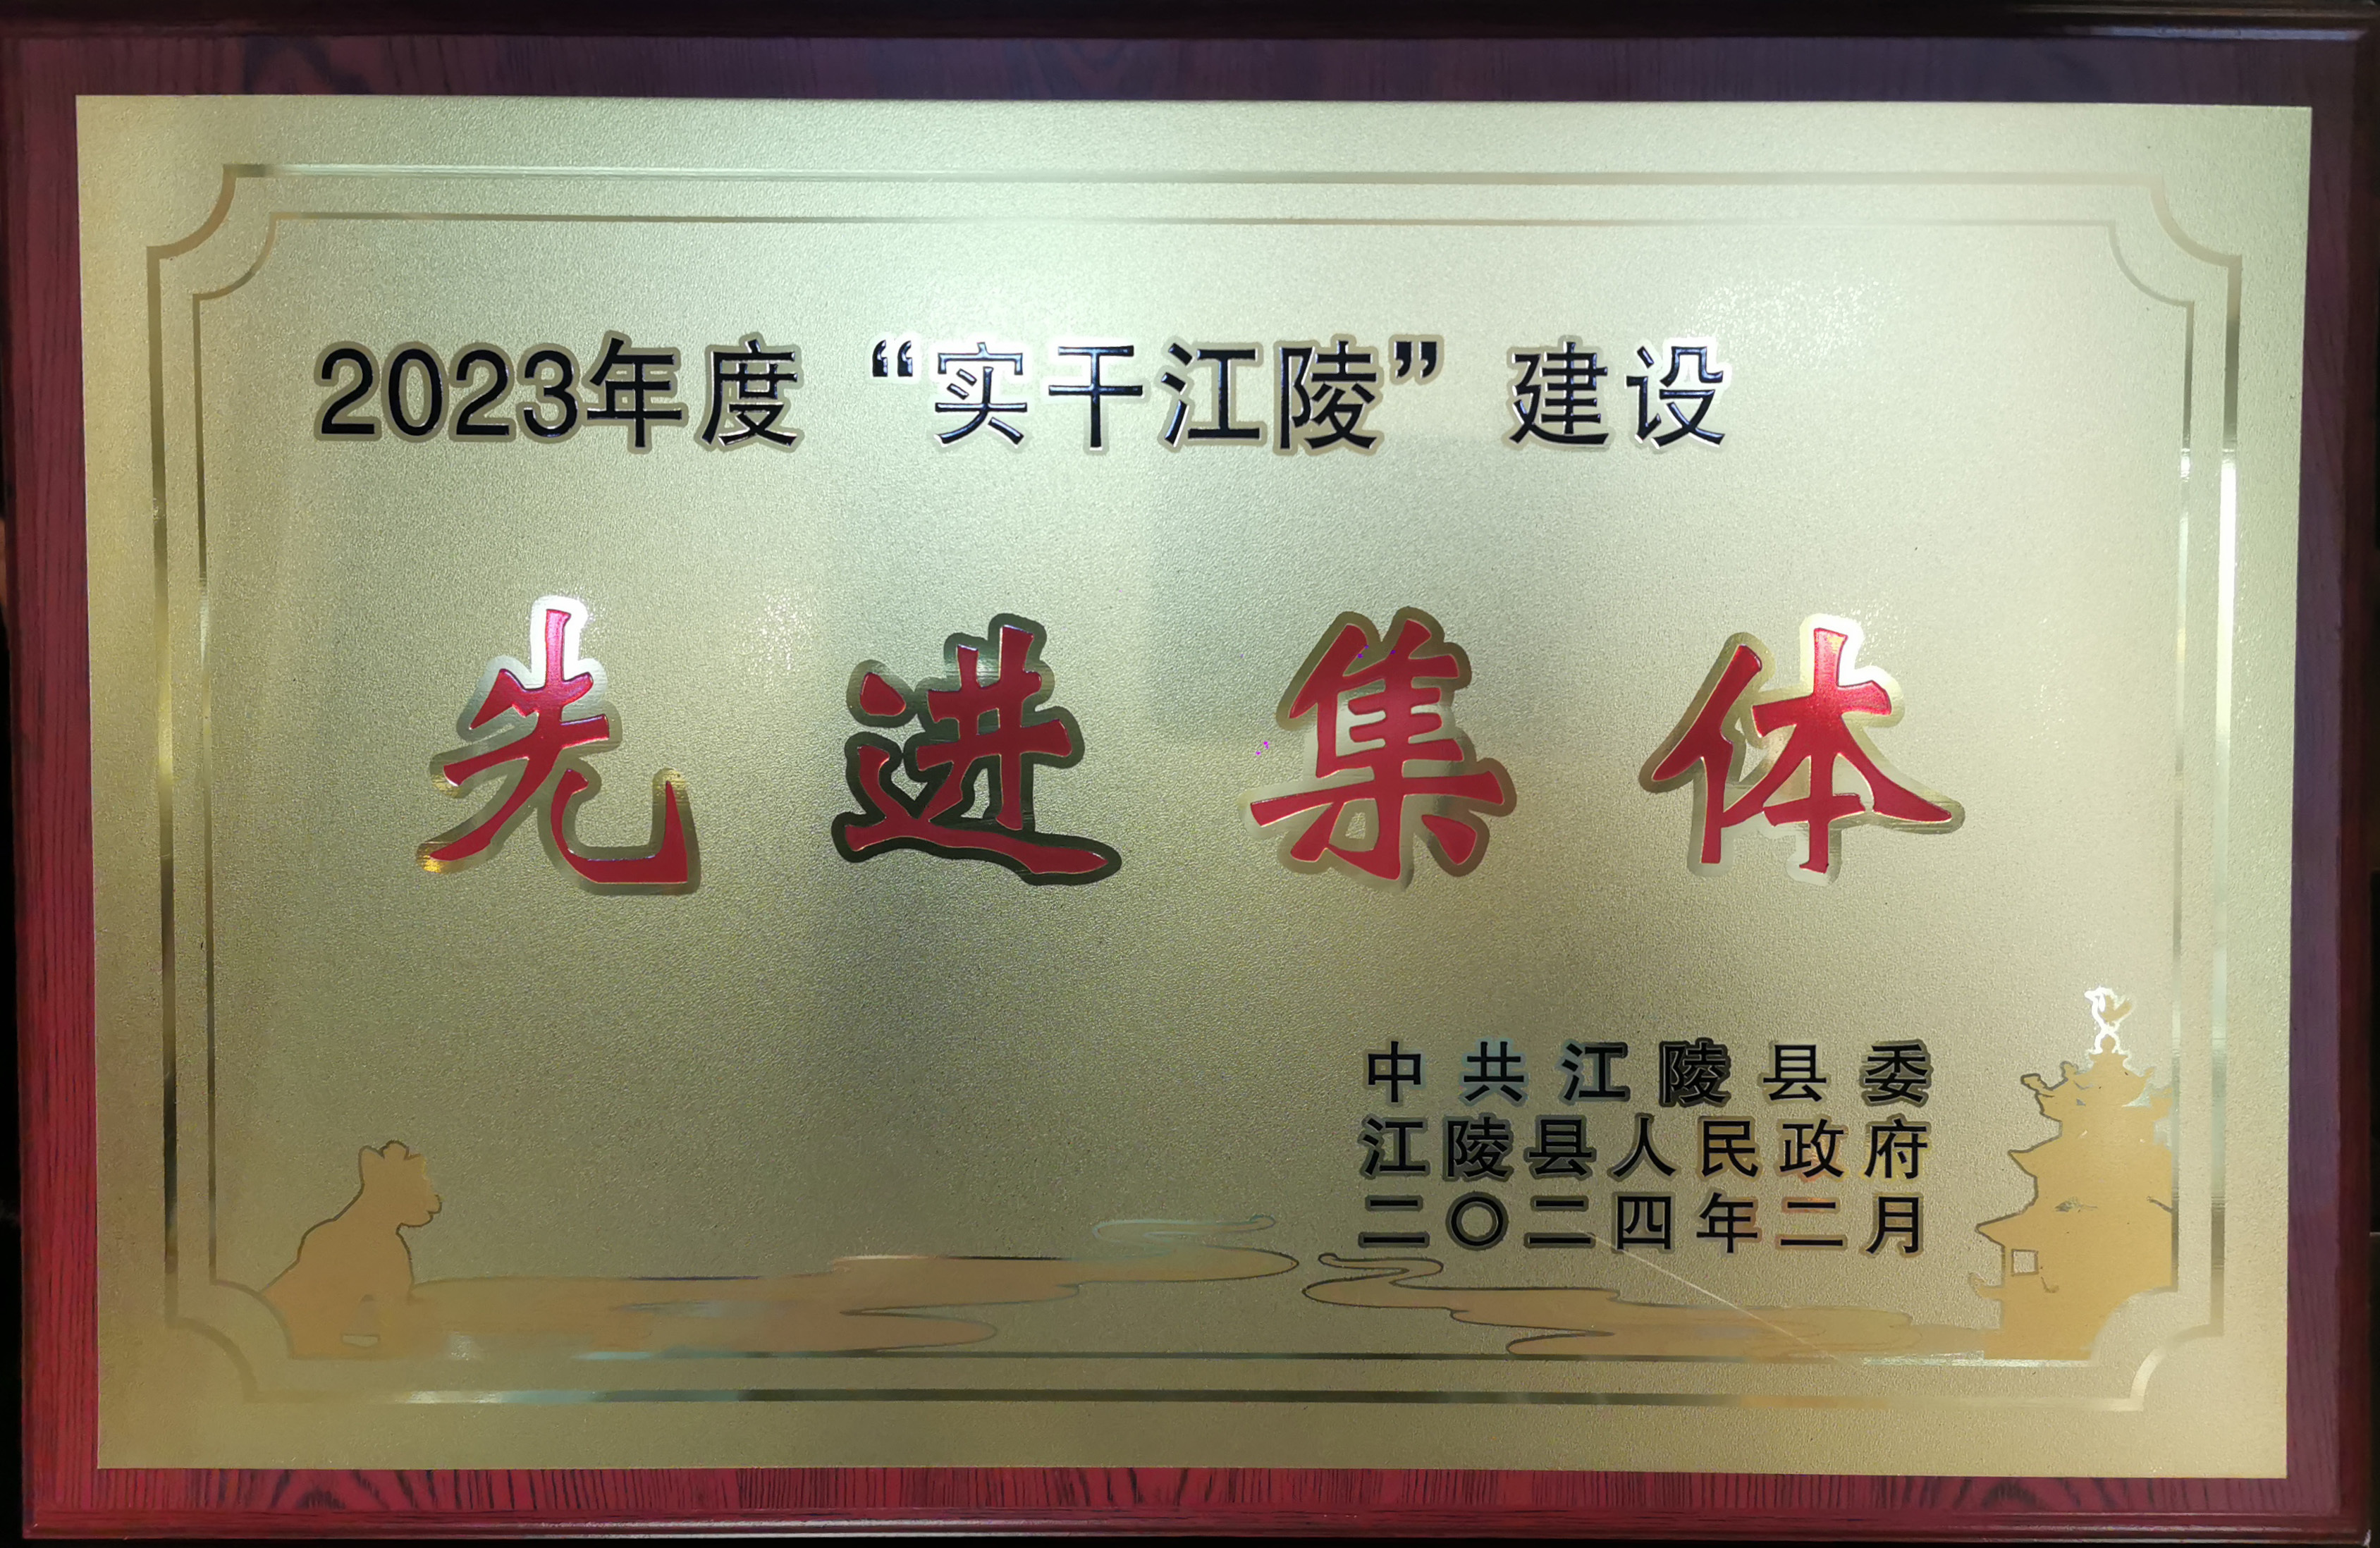 2023年度“实干江陵”建设
先进集体
中共江陵县委
江陵县人民政府
二〇二四年二月